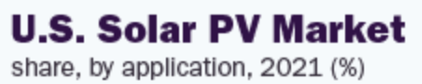 U.S. Solar PV Market
share, by application, 2021 (%)